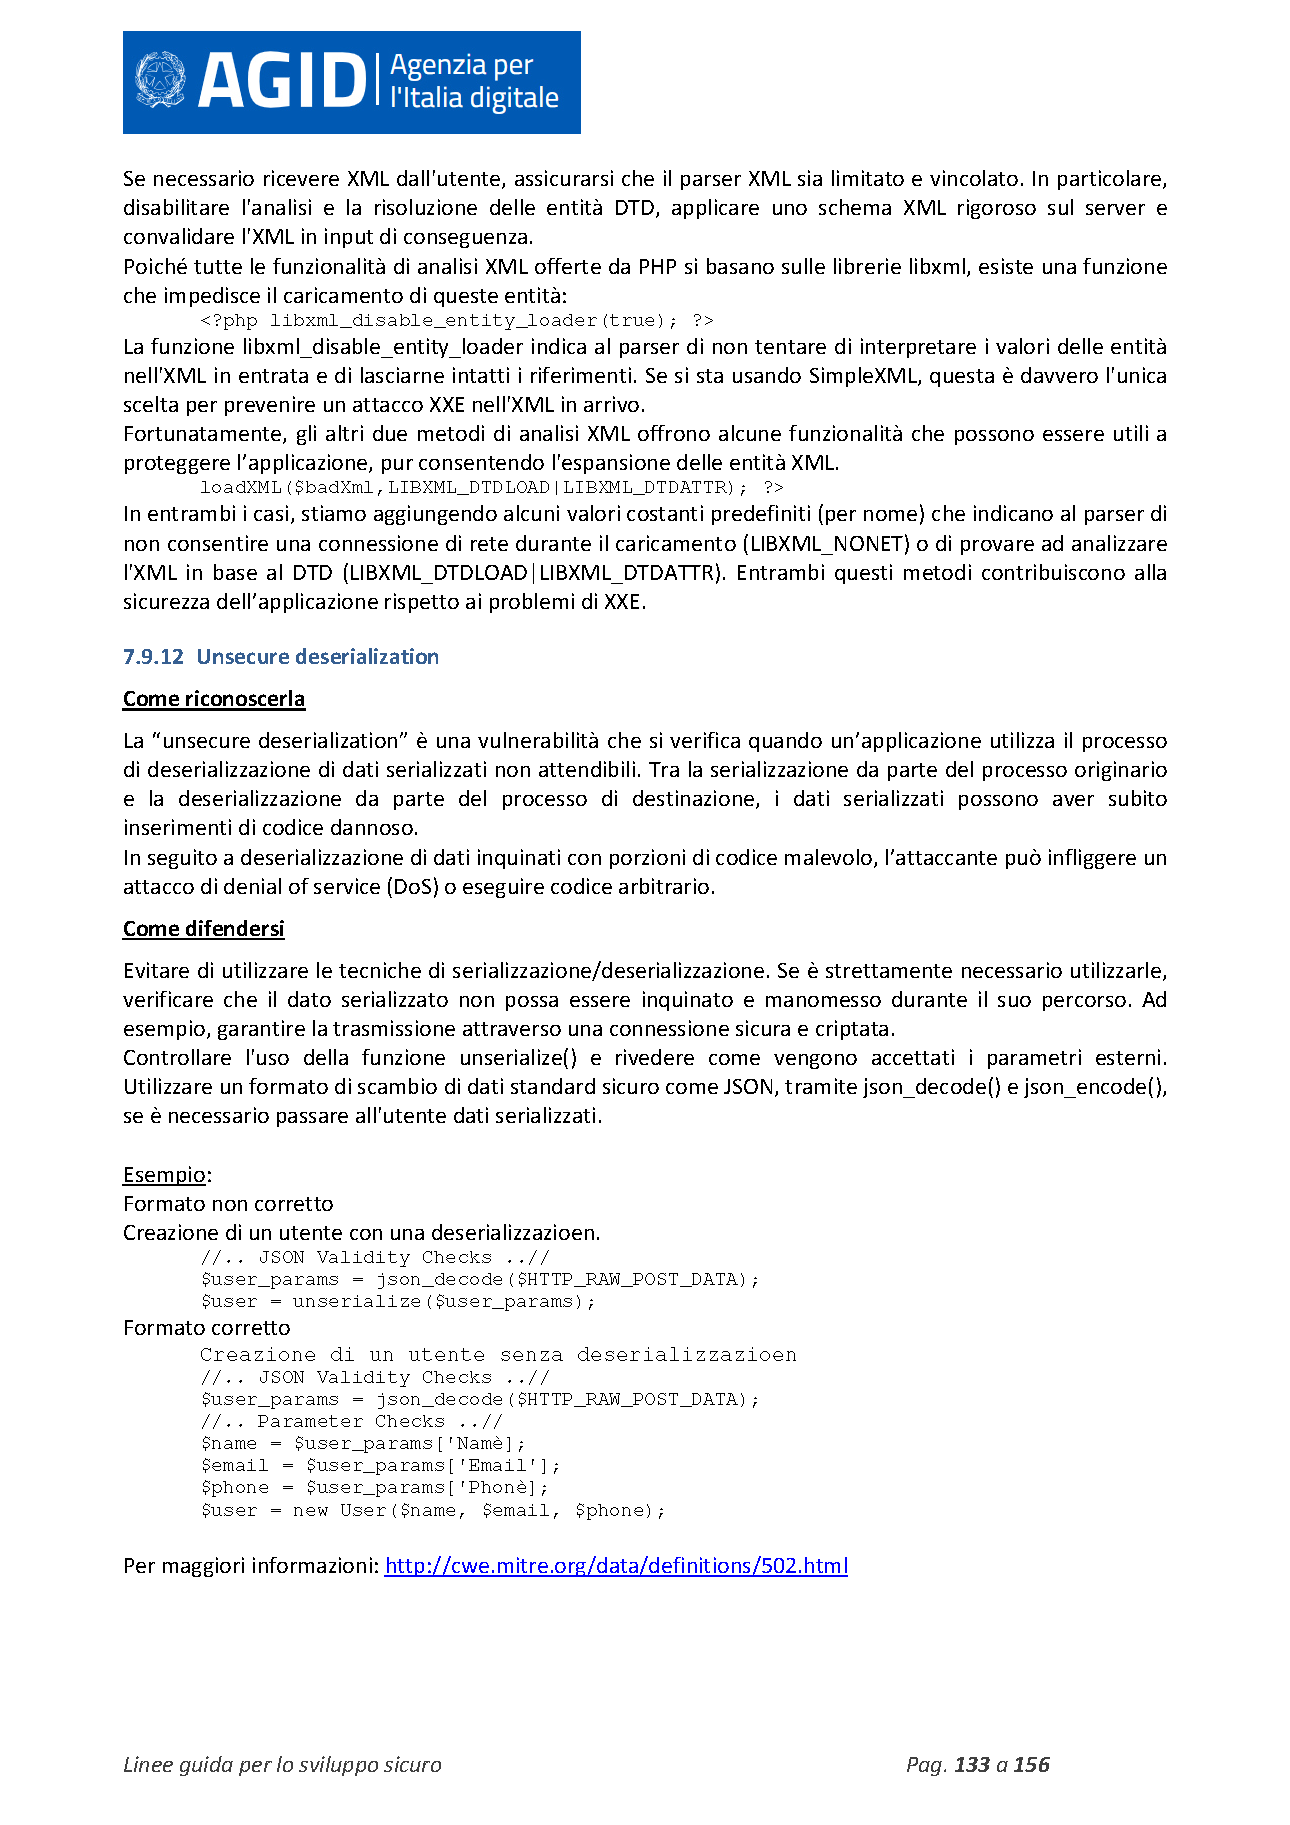 AGID
Agenzia per
l'Italia digitale
Se necessario ricevere XML dall'utente, assicurarsi che il parser XML sia limitato e vincolato. In particolare,
disabilitare l'analisi e la risoluzione delle entità DTD, applicare uno schema XML rigoroso sul server e
convalidare l'XML in input di conseguenza.
Poiché tutte le funzionalità di analisi XML offerte da PHP si basano sulle librerie libxml, esiste una funzione
che impedisce il caricamento di queste entità:
<?php libxml_disable_entity_loader(true); ?>
La funzione libxml_disable_entity_loader indica al parser di non tentare di interpretare i valori delle entità
nell'XML in entrata e di lasciarne intatti i riferimenti. Se si sta usando SimpleXML, questa è davvero l'unica
scelta per prevenire un attacco XXE nell'XML in arrivo.
Fortunatamente, gli altri due metodi di analisi XML offrono alcune funzionalità che possono essere utili a
proteggere l’applicazione, pur consentendo l'espansione delle entità XML.
loadXML($badXml,LIBXML_DTDLOAD|LIBXML_DTDATTR); ?>
In entrambi i casi, stiamo aggiungendo alcuni valori costanti predefiniti (per nome) che indicano al parser di
non consentire una connessione di rete durante il caricamento (LIBXML_NONET) o di provare ad analizzare
l'XML in base al DTD (LIBXML_DTDLOAD|LIBXML_DTDATTR). Entrambi questi metodi contribuiscono alla
sicurezza dell’applicazione rispetto ai problemi di XXE.
7.9.12 Unsecure deserialization
Come riconoscerla
La “unsecure deserialization” è una vulnerabilità che si verifica quando un’applicazione utilizza il processo
di deserializzazione di dati serializzati non attendibili. Tra la serializzazione da parte del processo originario
e la deserializzazione da parte del processo di destinazione, i dati serializzati possono aver subito
inserimenti di codice dannoso.
In seguito a deserializzazione di dati inquinati con porzioni di codice malevolo, l’attaccante può infliggere un
attacco di denial of service (DoS) o eseguire codice arbitrario.
Come difendersi
Evitare di utilizzare le tecniche di serializzazione/deserializzazione. Se è strettamente necessario utilizzarle,
verificare che il dato serializzato non possa essere inquinato e manomesso durante il suo percorso. Ad
esempio, garantire la trasmissione attraverso una connessione sicura e criptata.
Controllare l'uso della funzione unserialize() e rivedere come vengono accettati i parametri esterni.
Utilizzare un formato di scambio di dati standard sicuro come JSON, tramite json_decode() e json_encode(),
se è necessario passare all'utente dati serializzati.
Esempio:
Formato non corretto
Creazione di un utente con una deserializzazioen.
//.. JSON Validity Checks ..//
$user_params = json_decode($HTTP_RAW_POST_DATA);
$user = unserialize($user_params);
Formato corretto
Creazione di un utente senza deserializzazioen
//.. JSON Validity Checks ..//
$user_params = json_decode($HTTP_RAW_POST_DATA);
//.. Parameter Checks ..//
$name = $user_params['Namè];
$email = $user_params['Email'];
$phone = $user_params['Phonè];
$user = new User($name, $email, $phone);
Per maggiori informazioni: http://cwe.mitre.org/data/definitions/502.html
Linee guida per lo sviluppo sicuro Pag. 133 a 156